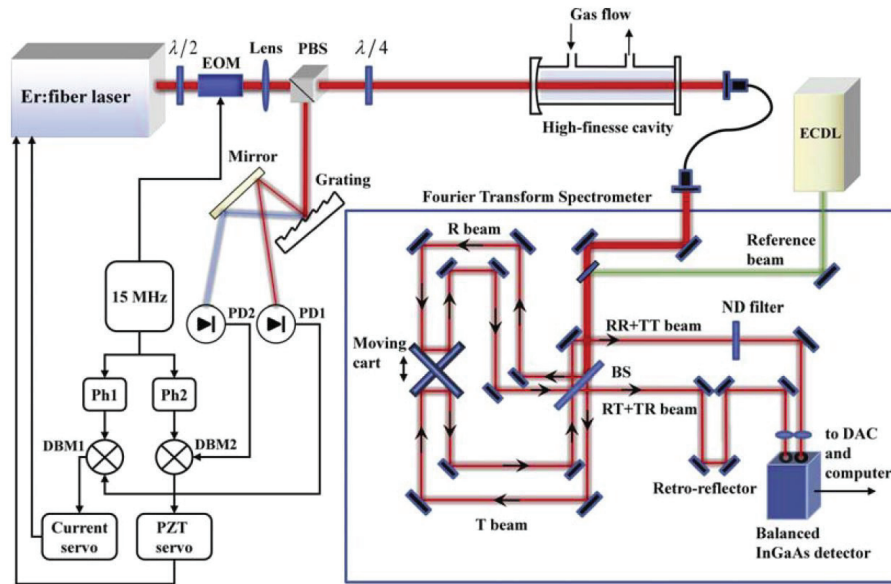 Gas flow
λ/2
EOM
Lens
PBS
λ/4
Er:fiber laser
High-finesse cavity
ECDL
Mirror
Grating
Fourier Transform Spectrometer
R beam
Reference
beam
15 MHz
PD2
PD1
ND filter
RR+TT beam
Moving
cart
BS
Ph1
Ph2
RT+TR beam
DBM1
DBM2
to DAC
and
computer
Retro-reflector
Current
servo
PZT
servo
T beam
Balanced
InGaAs detector